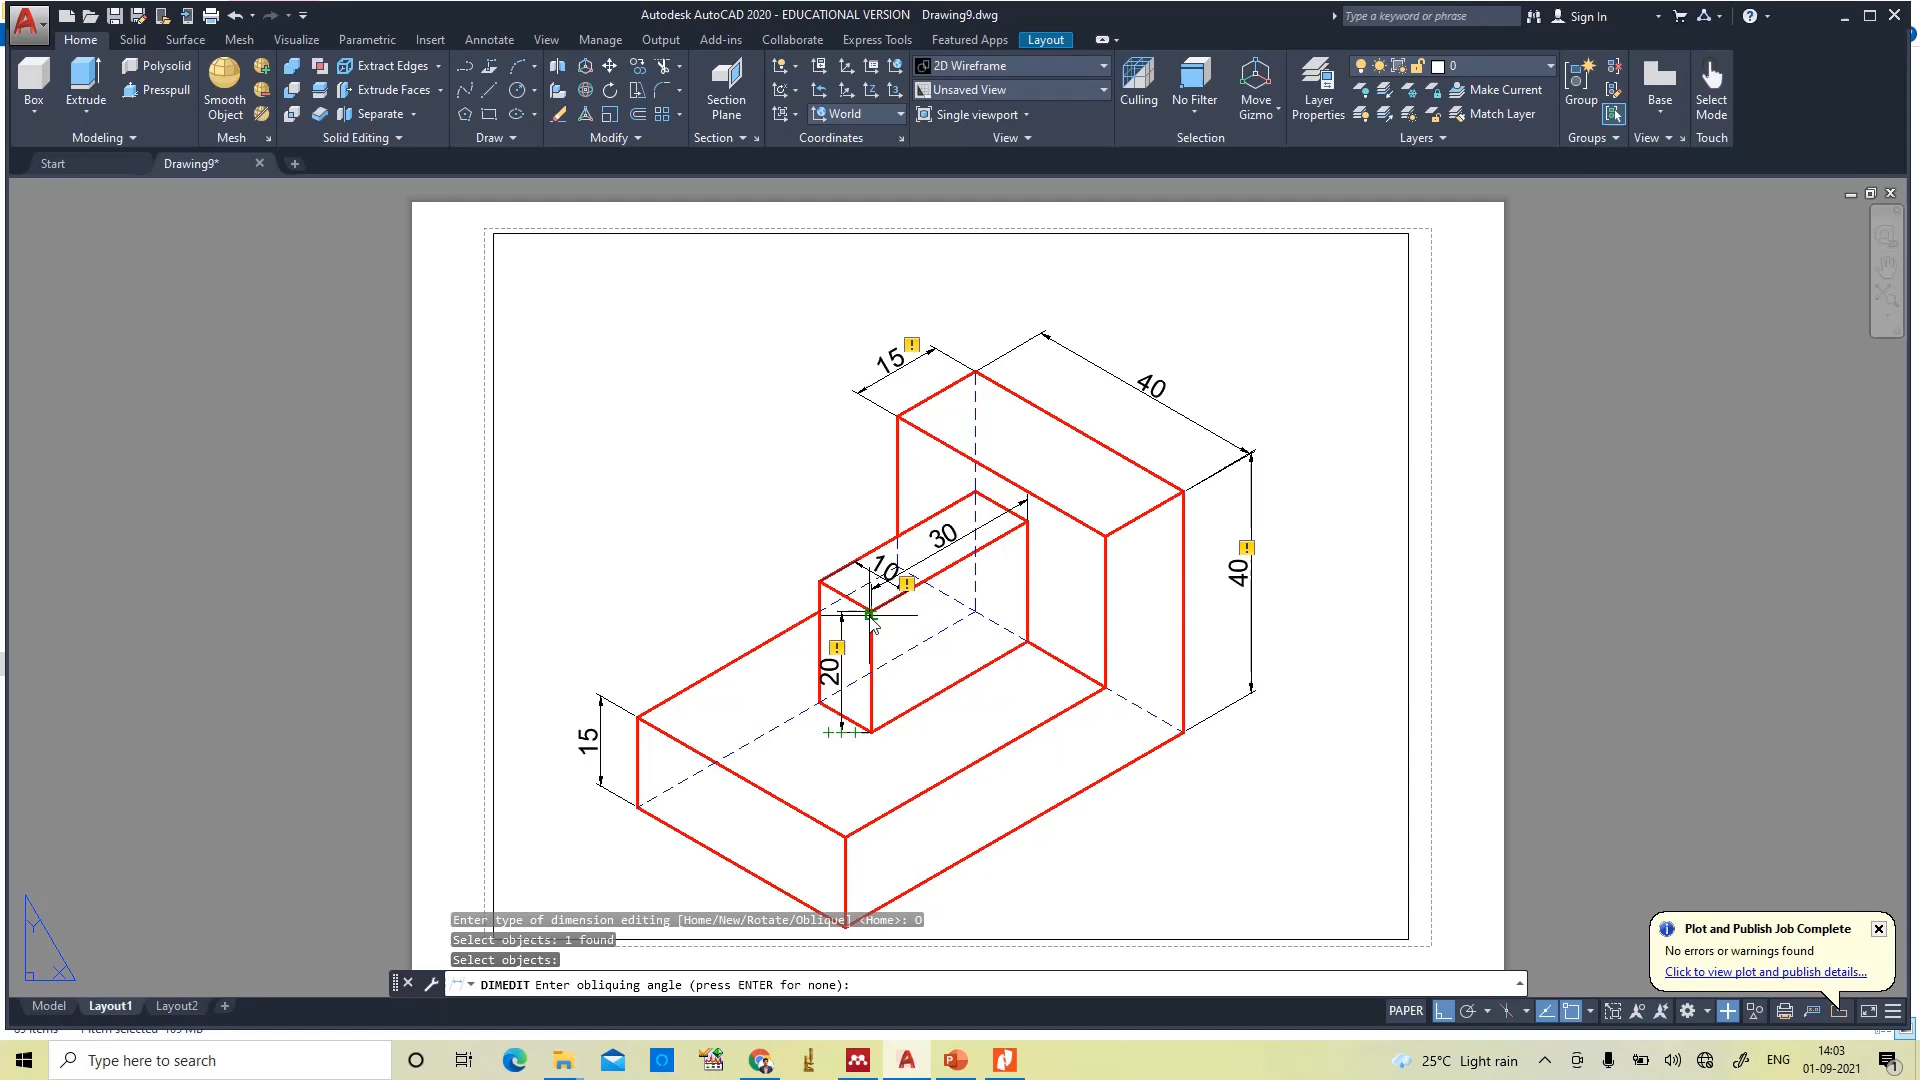 Autodesk AutoCAD 2020 - EDUCATIONAL VERSION Drawing9.dwg
Type a keyword or phrase
Sign In
Home Solid Surface Mesh Visualize Parametric Insert Annotate View Manage Output Add-ins Collaborate Express Tools Featured Apps Layout
Polysolid
Presspull
Box
Extrude
Smooth
Object
Extract Edges
Extrude Faces
Separate
Section
Plane
World
2D Wireframe
Unsaved View
Single viewport
Culling
No Filter
Move
Gizmo
Layer
Properties
0
Make Current
Match Layer
Group
Base
Select
Mode
Modeling
Mesh
Solid Editing
Draw
Modify
Section
Coordinates
View
Selection
Layers
Groups
View
Touch
Start
Drawing9*
15
40
30
10
40
20
15
Y
X
Enter type of dimension editing [Home/New/Rotate/Oblique] <Home>: O
Select objects: 1 found
Select objects:
DIMEDIT Enter obliquing angle (press ENTER for none):
Plot and Publish Job Complete
No errors or warnings found
Click to view plot and publish details...
Model
Layout1
Layout2
PAPER
Type here to search
25°C Light rain
ENG
14:03
01-09-2021
1